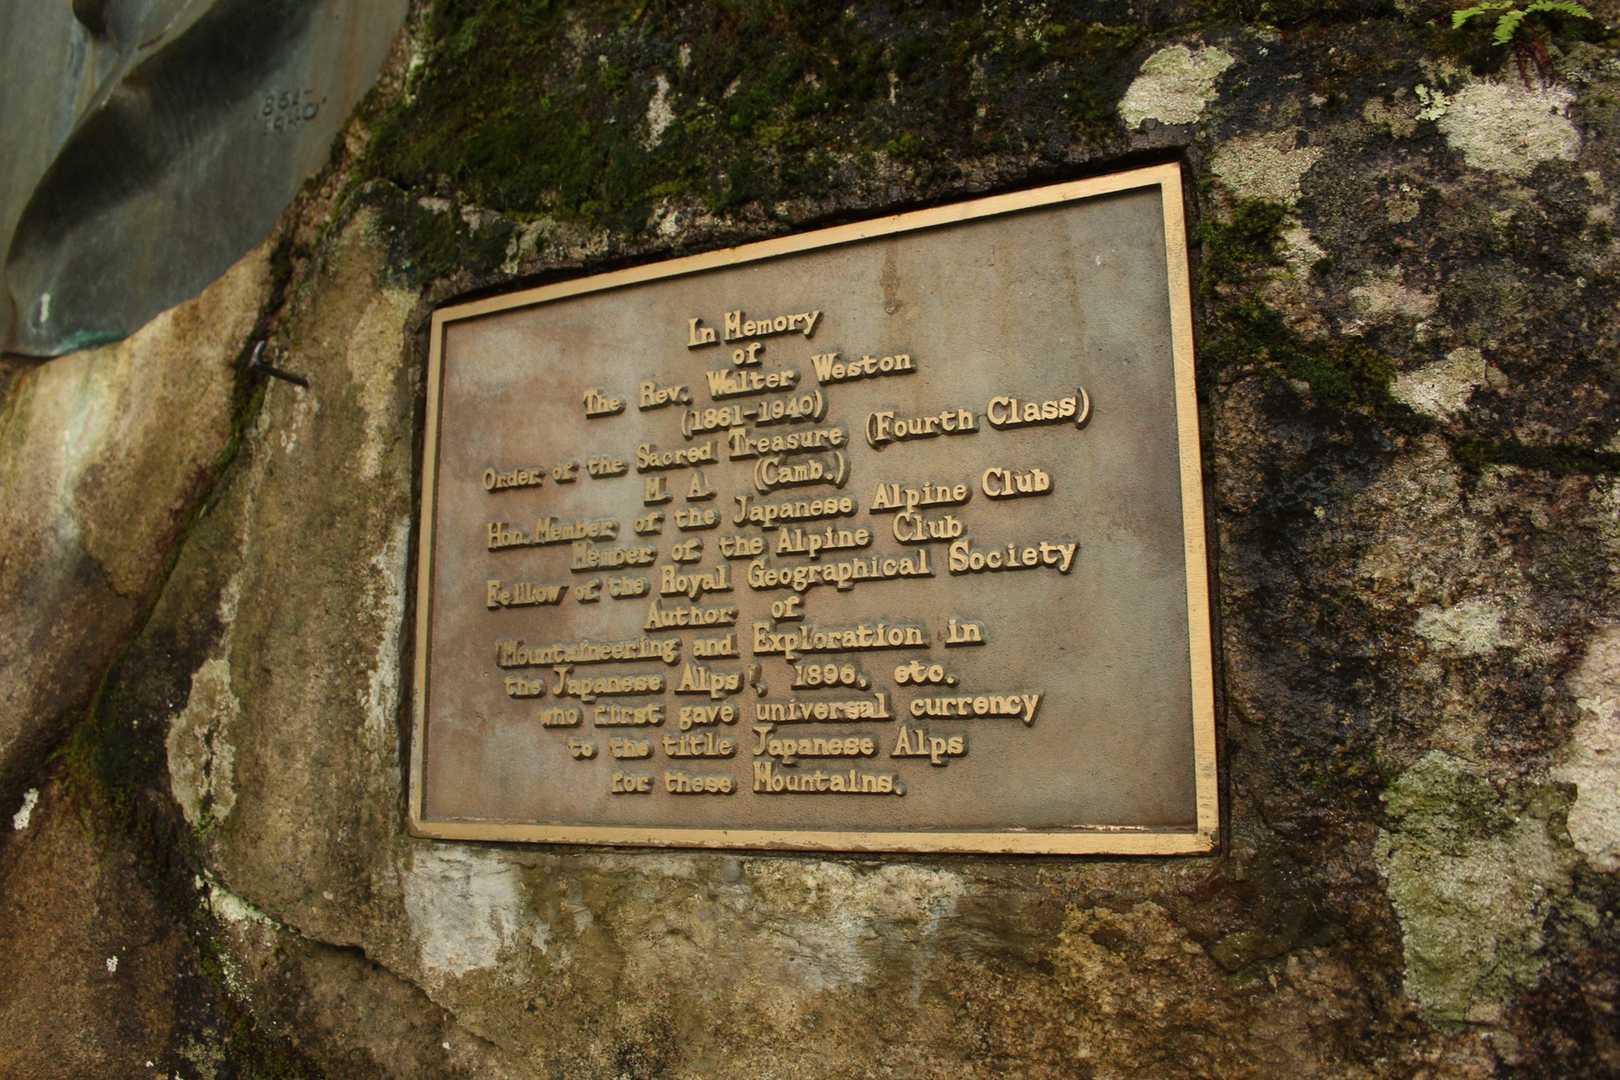 1861-
1940
In Memory
of
The Rev. Walter Weston
(1861-1940)
Order of the Sacred Treasure (Fourth Class)
M. A. (Camb.)
Hon. Member of the Japanese Alpine Club
Member of the Alpine Club
Felllow of the Royal Geographical Society
Author of
'Mountaineering and Exploration in
the Japanese Alps', 1896, etc.
who first gave universal currency
to the title Japanese Alps
for these Mountains.